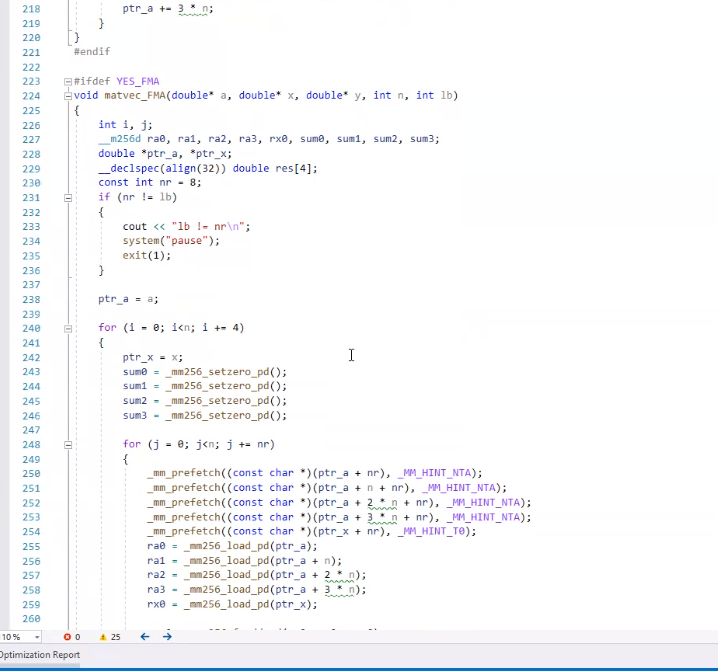 218 ptr_a += 3 * n;
219 }
220 }
221 #endif
222
223 #ifdef YES_FMA
224 void matvec_FMA(double* a, double* x, double* y, int n, int lb)
225 {
226 int i, j;
227 __m256d ra0, ra1, ra2, ra3, rx0, sum0, sum1, sum2, sum3;
228 double *ptr_a, *ptr_x;
229 __declspec(align(32)) double res[4];
230 const int nr = 8;
231 if (nr != lb)
232 {
233 cout << "lb != nr\n";
234 system("pause");
235 exit(1);
236 }
237
238 ptr_a = a;
239
240 for (i = 0; i<n; i += 4)
241 {
242 ptr_x = x;
243 sum0 = _mm256_setzero_pd();
244 sum1 = _mm256_setzero_pd();
245 sum2 = _mm256_setzero_pd();
246 sum3 = _mm256_setzero_pd();
247
248 for (j = 0; j<n; j += nr)
249 {
250 _mm_prefetch((const char *)(ptr_a + nr), _MM_HINT_NTA);
251 _mm_prefetch((const char *)(ptr_a + n + nr), _MM_HINT_NTA);
252 _mm_prefetch((const char *)(ptr_a + 2 * n + nr), _MM_HINT_NTA);
253 _mm_prefetch((const char *)(ptr_a + 3 * n + nr), _MM_HINT_NTA);
254 _mm_prefetch((const char *)(ptr_x + nr), _MM_HINT_T0);
255 ra0 = _mm256_load_pd(ptr_a);
256 ra1 = _mm256_load_pd(ptr_a + n);
257 ra2 = _mm256_load_pd(ptr_a + 2 * n);
258 ra3 = _mm256_load_pd(ptr_a + 3 * n);
259 rx0 = _mm256_load_pd(ptr_x);
260
10 % 0 25
Optimization Report